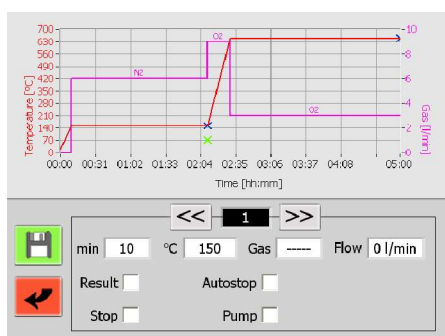 700
630
560
490
420
350
280
210
140
70
0
Temperature [°C]
10
8
6
4
2
0
Gas [l/min]
N2
O2
O2
00:00 00:31 01:02 01:33 02:04 02:35 03:06 03:37 04:08 05:00
Time [hh:mm]
<< 1 >>
min 10 °C 150 Gas ----- Flow 0 l/min
Result Autostop
Stop Pump